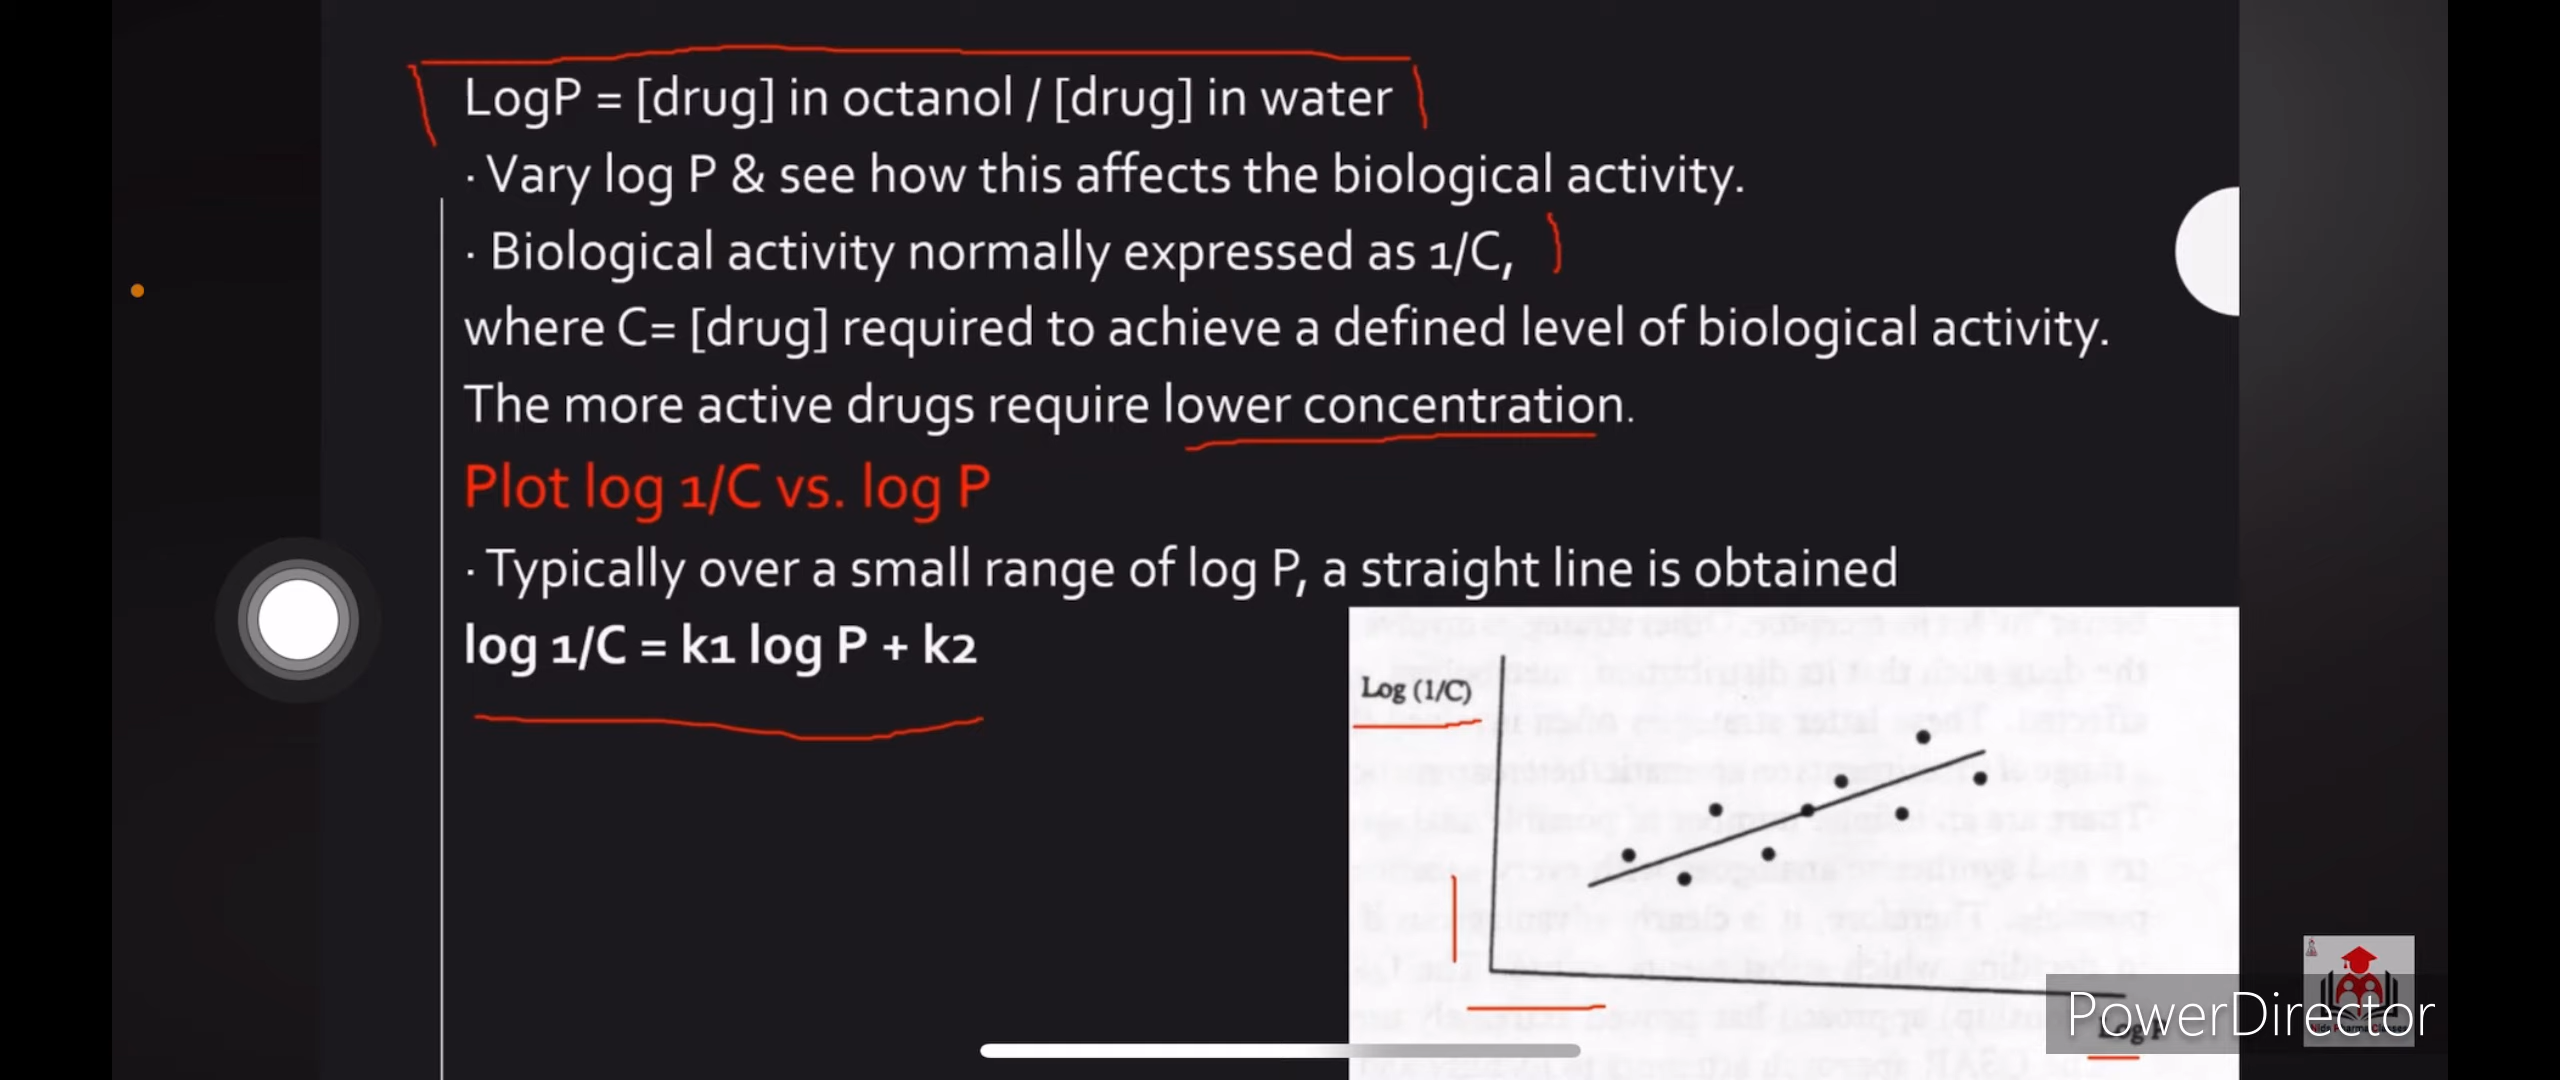 LogP = [drug] in octanol / [drug] in water
· Vary log P & see how this affects the biological activity.
· Biological activity normally expressed as 1/C,
where C= [drug] required to achieve a defined level of biological activity.
The more active drugs require lower concentration.
Plot log 1/C vs. log P
· Typically over a small range of log P, a straight line is obtained
log 1/C = k1 log P + k2
Log (1/C)
Log P
PowerDirector